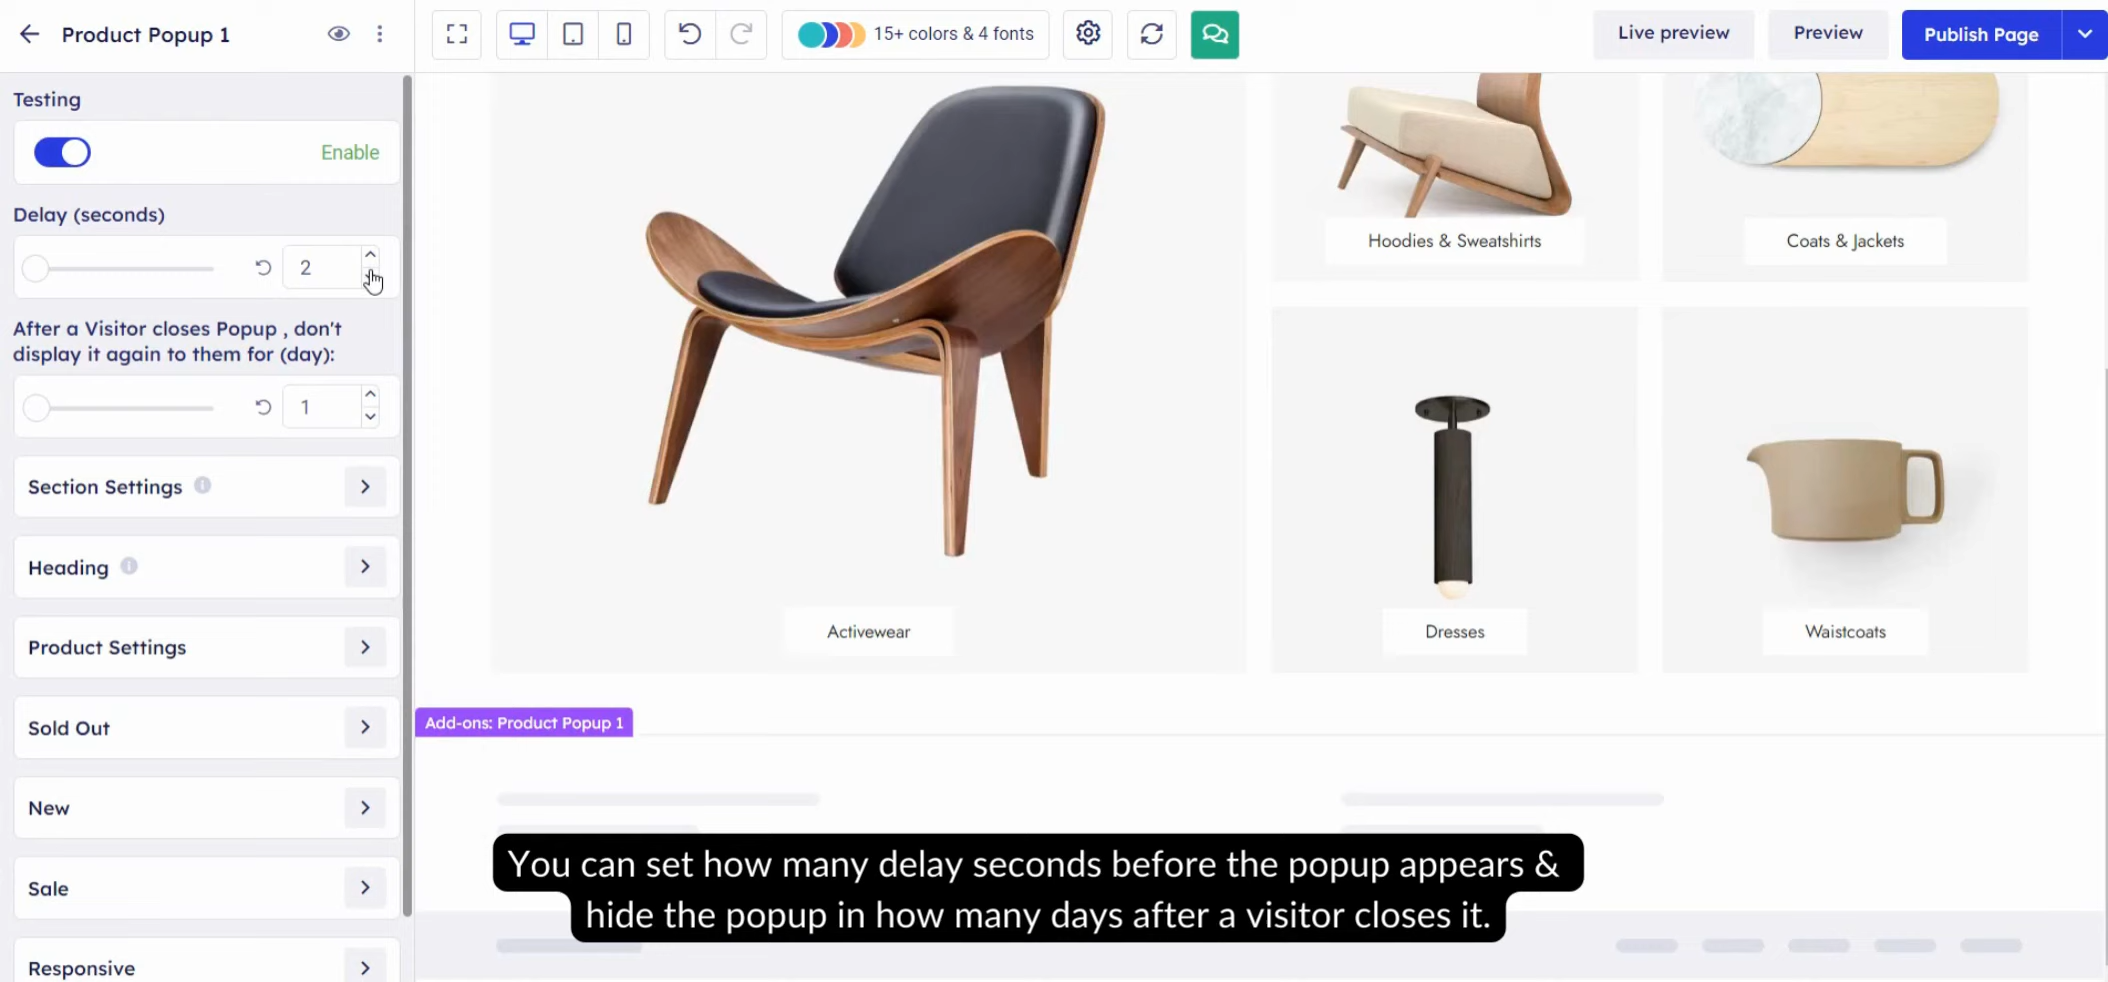 Product Popup 1
15+ colors & 4 fonts
Live preview
Preview
Publish Page
Testing
Enable
Delay (seconds)
2
After a Visitor closes Popup , don't
display it again to them for (day):
1
Section Settings
Heading
Product Settings
Sold Out
New
Sale
Responsive
Hoodies & Sweatshirts
Coats & Jackets
Activewear
Dresses
Waistcoats
Add-ons: Product Popup 1
You can set how many delay seconds before the popup appears &
hide the popup in how many days after a visitor closes it.